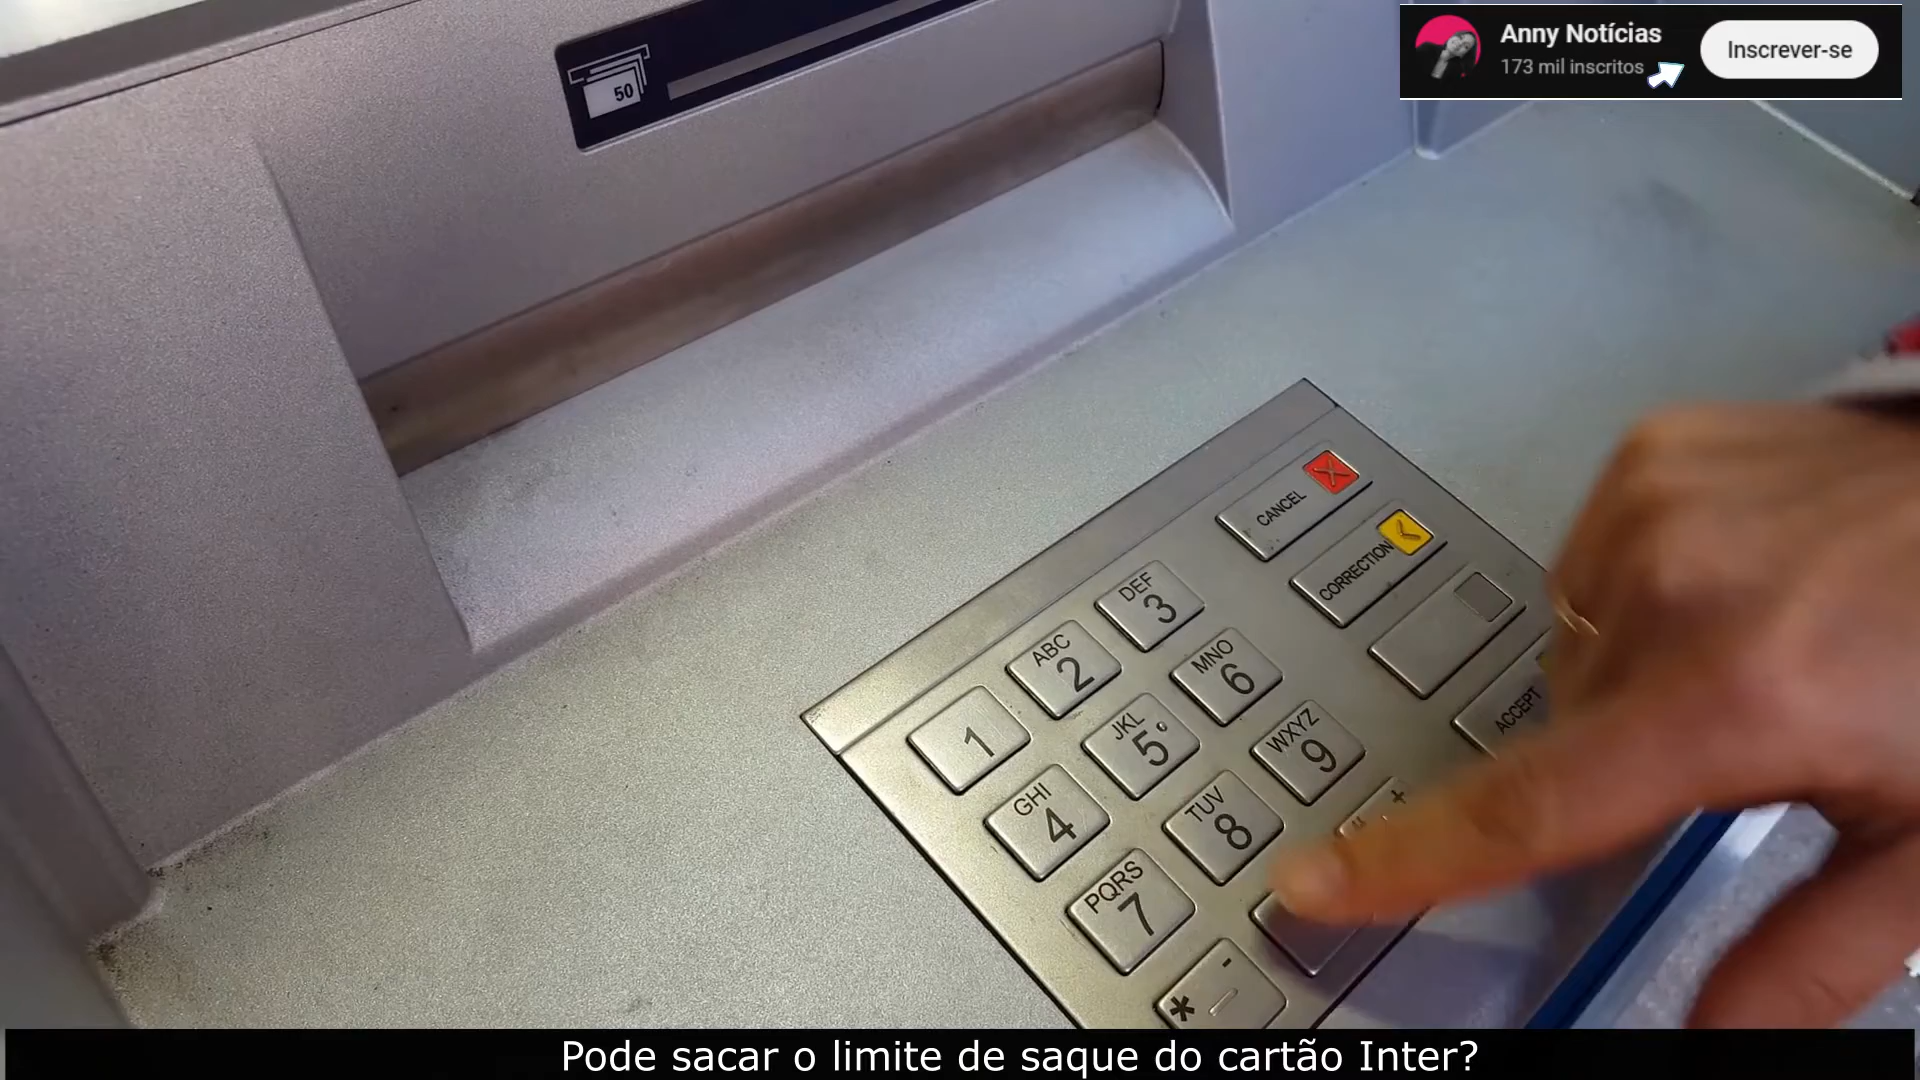 50
Anny Notícias
173 mil inscritos
Inscrever-se
CANCEL
CORRECTION
ACCEPT
1
ABC
2
DEF
3
GHI
4
JKL
5
MNO
6
PQRS
7
TUV
8
WXYZ
9
+
* -
Pode sacar o limite de saque do cartão Inter?